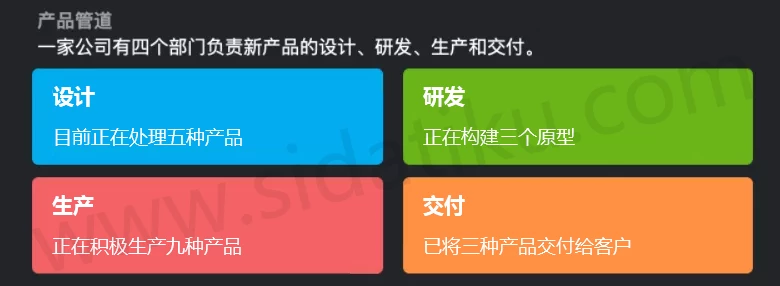 产品管道
一家公司有四个部门负责新产品的设计、研发、生产和交付。
设计
目前正在处理五种产品
研发
正在构建三个原型
生产
正在积极生产九种产品
交付
已将三种产品交付给客户
www.sidatiku.com